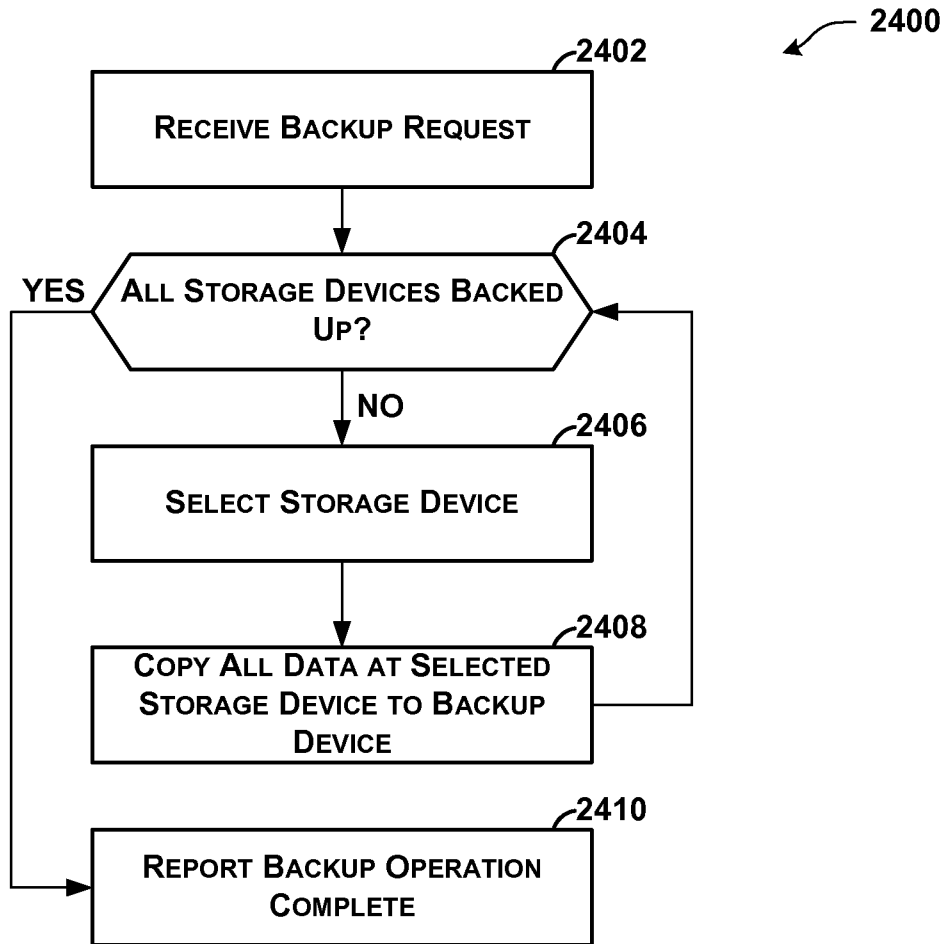 2400
2402
RECEIVE BACKUP REQUEST
2404
YES
ALL STORAGE DEVICES BACKED
UP?
NO
2406
SELECT STORAGE DEVICE
2408
COPY ALL DATA AT SELECTED
STORAGE DEVICE TO BACKUP
DEVICE
2410
REPORT BACKUP OPERATION
COMPLETE